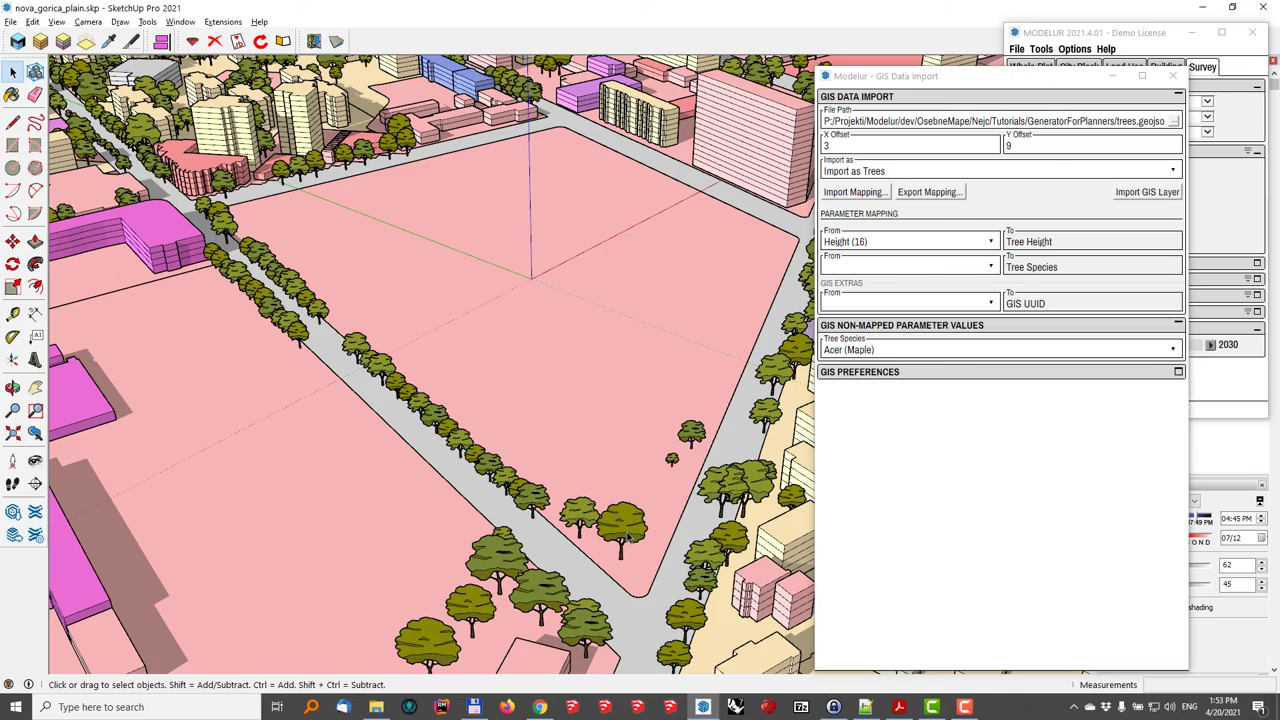 nova_gorica_plain.skp - SketchUp Pro 2021
File Edit View Camera Draw Tools Window Extensions Help
MODELUR 2021.4.01 - Demo License
File Tools Options Help
Survey
Modelur - GIS Data Import
GIS DATA IMPORT
File Path
P:/Projekti/Modelur/dev/OsebneMape/Nejc/Tutorials/GeneratorForPlanners/trees.geojso ...
X Offset Y Offset
3 9
Import as
Import as Trees
Import Mapping... Export Mapping... Import GIS Layer
PARAMETER MAPPING
From To
Height (16) Tree Height
From To
Tree Species
GIS EXTRAS
From To
GIS UUID
GIS NON-MAPPED PARAMETER VALUES
Tree Species
Acer (Maple)
GIS PREFERENCES
2030
04:45 PM
07:49 PM
O N D 07/12
62
45
shading
Click or drag to select objects. Shift = Add/Subtract. Ctrl = Add. Shift + Ctrl = Subtract.
Measurements
Type here to search
ENG
1:53 PM
4/20/2021